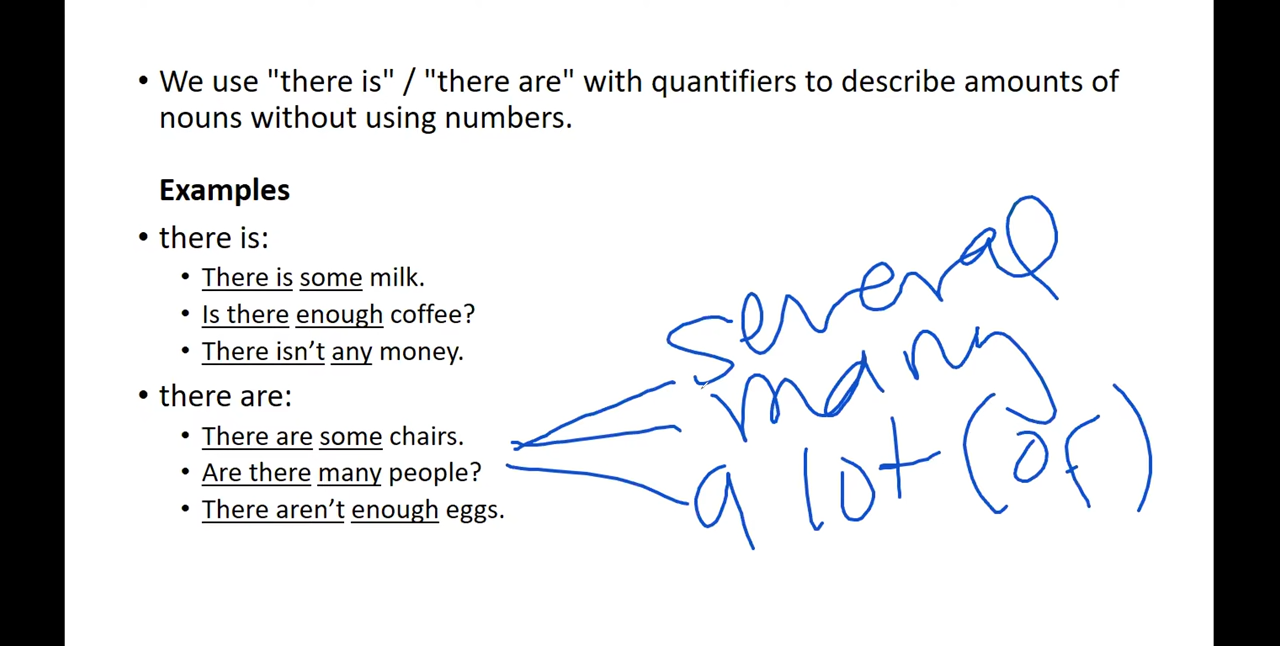 • We use "there is" / "there are" with quantifiers to describe amounts of
nouns without using numbers.
Examples
• there is:
• There is some milk.
• Is there enough coffee?
• There isn’t any money.
• there are:
• There are some chairs.
• Are there many people?
• There aren’t enough eggs.
several
many
a lot (of)